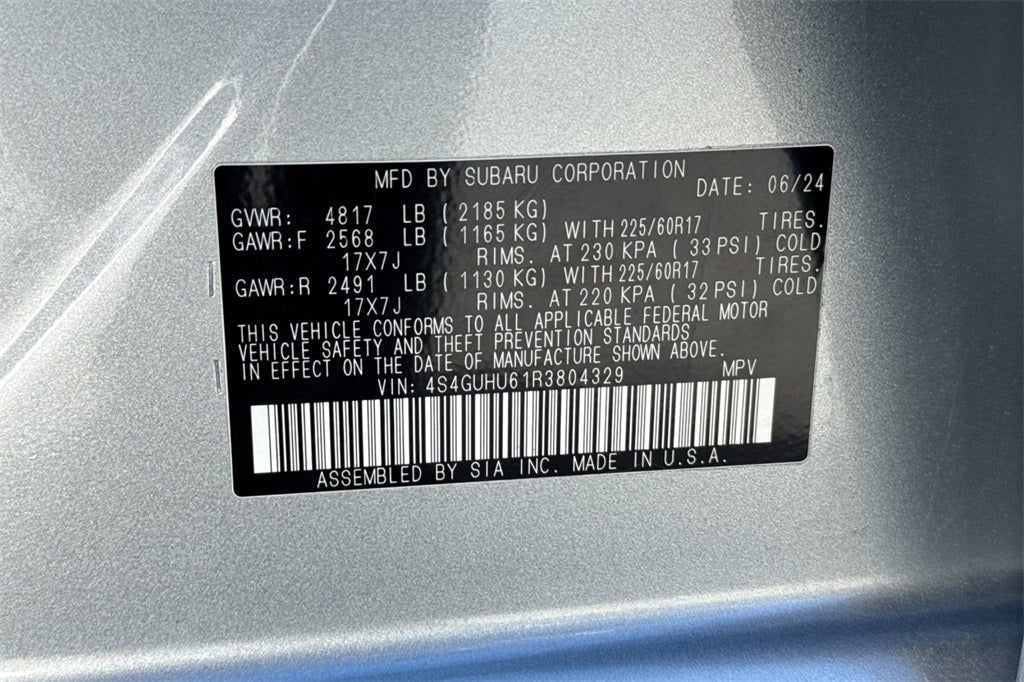 MFD BY SUBARU CORPORATION DATE: 06/24
GVWR: 4817 LB ( 2185 KG)
GAWR:F 2568 LB ( 1165 KG) WITH 225/60R17 TIRES.
17X7J RIMS. AT 230 KPA ( 33 PSI) COLD
GAWR:R 2491 LB ( 1130 KG) WITH 225/60R17 TIRES.
17X7J RIMS. AT 220 KPA ( 32 PSI) COLD
THIS VEHICLE CONFORMS TO ALL APPLICABLE FEDERAL MOTOR
VEHICLE SAFETY AND THEFT PREVENTION STANDARDS
IN EFFECT ON THE DATE OF MANUFACTURE SHOWN ABOVE.
VIN: 4S4GUHU61R3804329 MPV
ASSEMBLED BY SIA INC. MADE IN U.S.A.